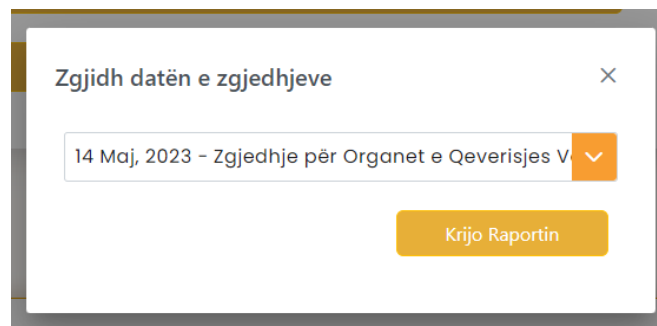 Zgjidh datën e zgjedhjeve
14 Maj, 2023 - Zgjedhje për Organet e Qeverisjes
Krijo Raportin